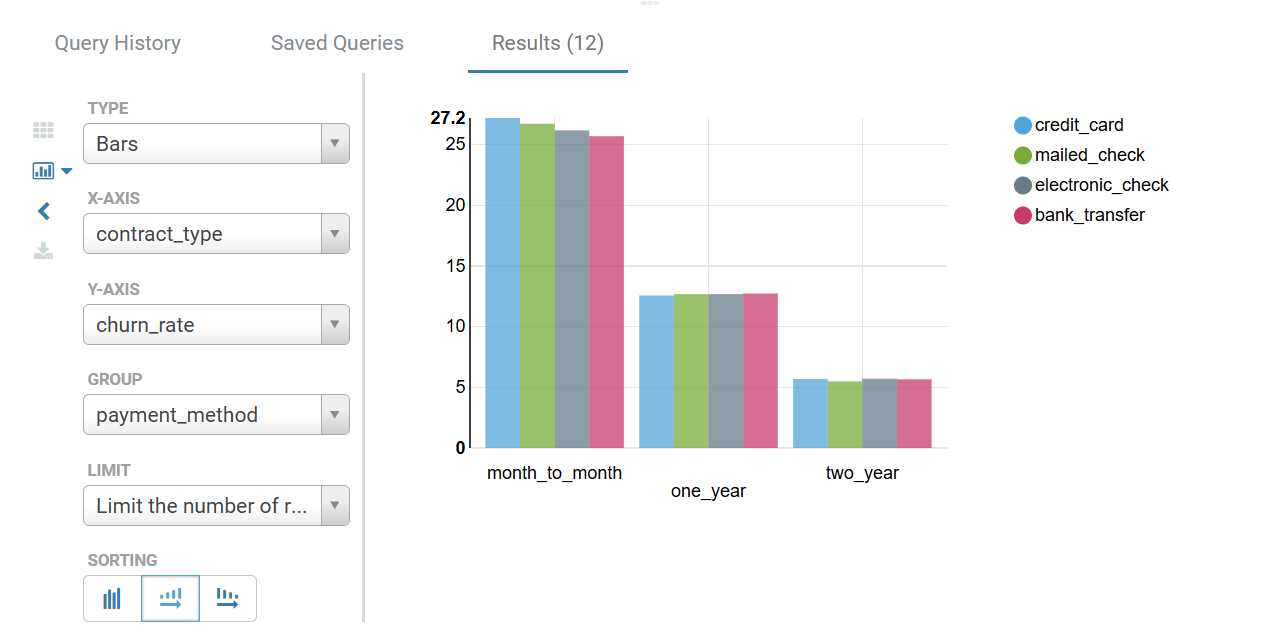 Query History
Saved Queries
Results (12)
TYPE
Bars
X-AXIS
contract_type
Y-AXIS
churn_rate
GROUP
payment_method
LIMIT
Limit the number of r...
SORTING
27.2
25
20
15
10
5
0
month_to_month
one_year
two_year
credit_card
mailed_check
electronic_check
bank_transfer